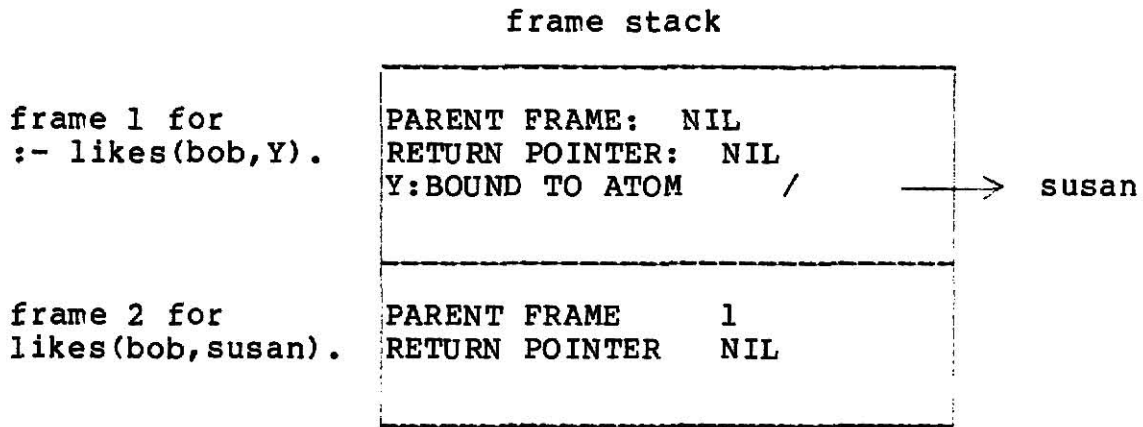 frame stack
frame 1 for PARENT FRAME: NIL
:- likes(bob,Y). RETURN POINTER: NIL
Y:BOUND TO ATOM / susan
frame 2 for PARENT FRAME 1
likes(bob,susan). RETURN POINTER NIL